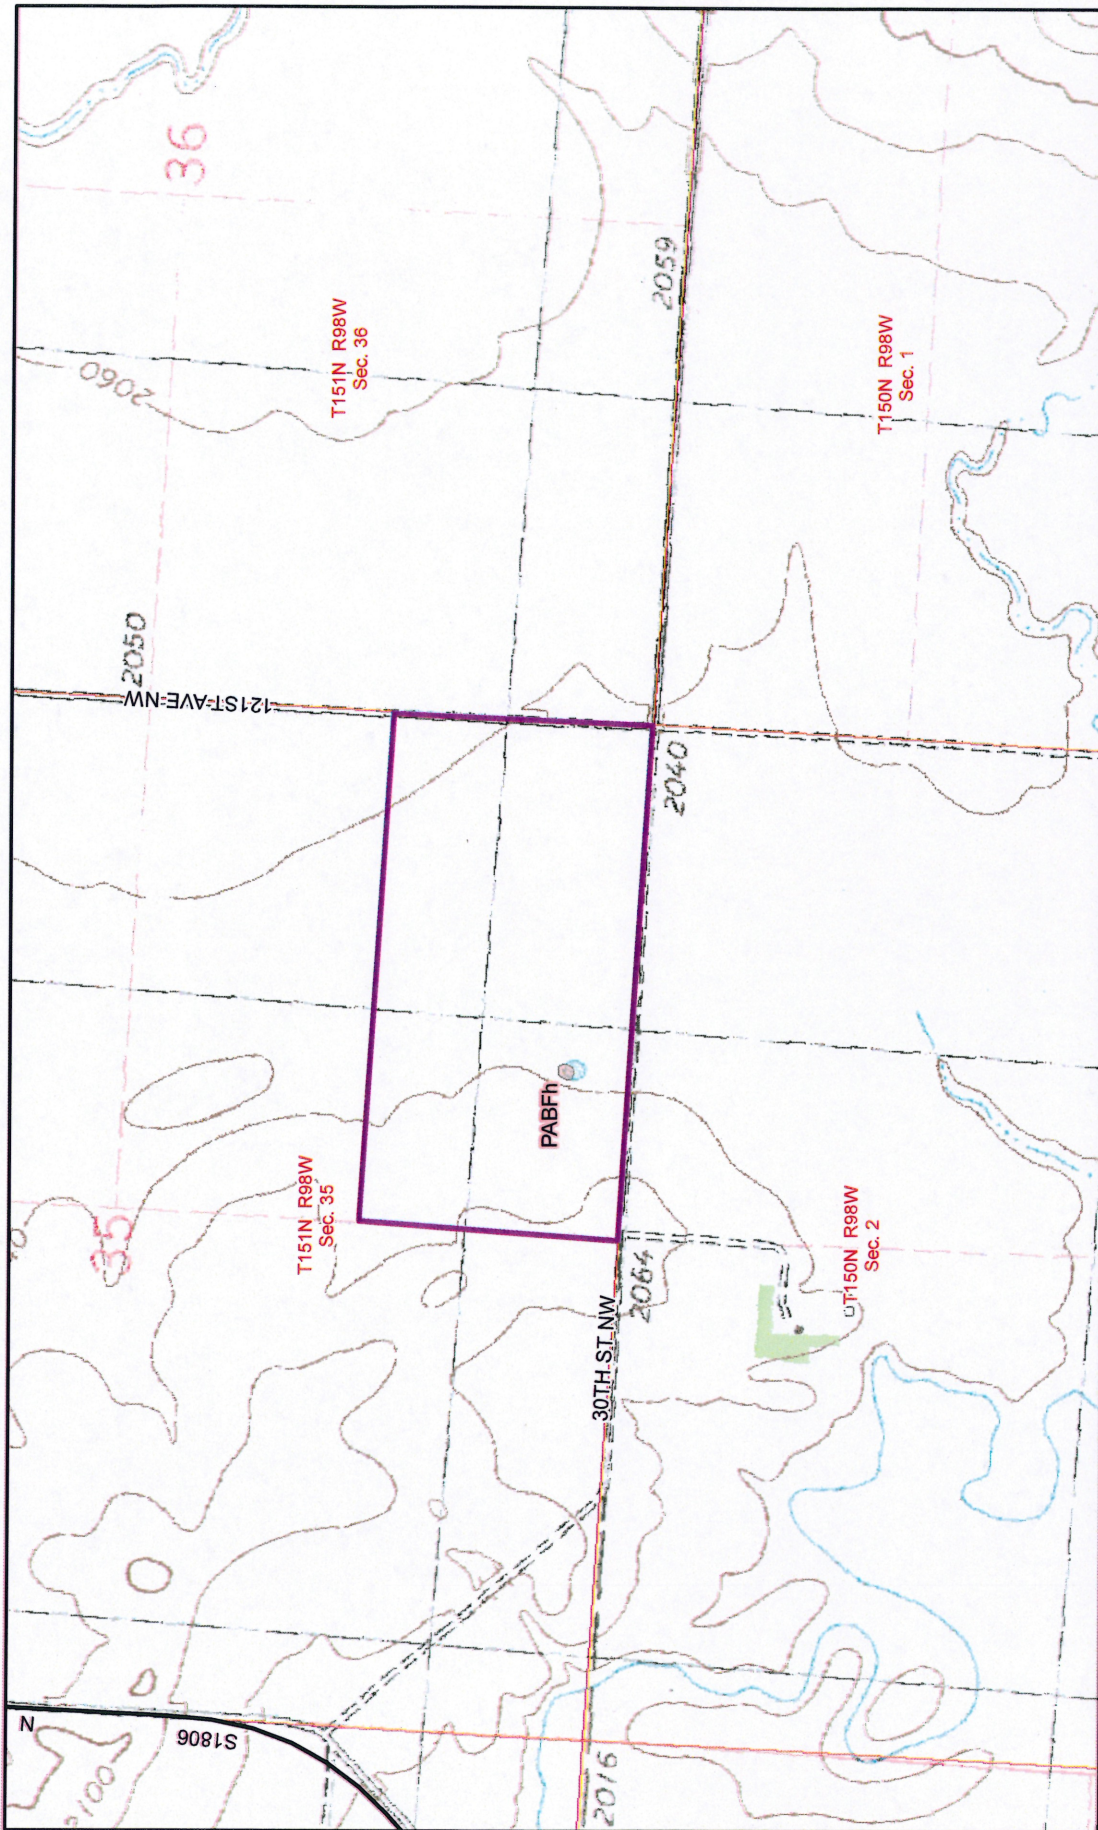 N
S1806
2100
2016
35
T151N R98W
Sec. 35
30TH ST NW
2064
T150N R98W
Sec. 2
PABFh
2040
121ST AVE NW
2050
2060
T151N R98W
Sec. 36
36
2059
T150N R98W
Sec. 1